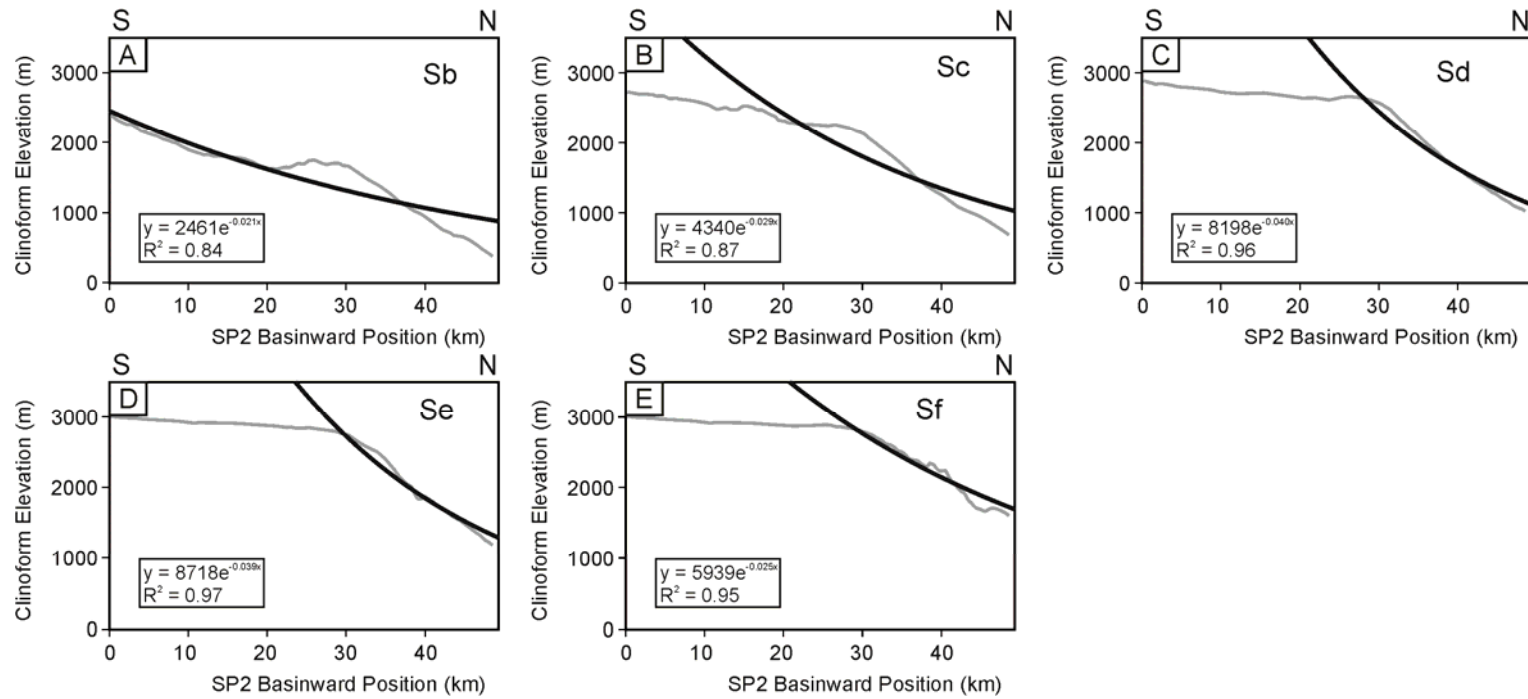 S N
A
Sb
Clinoform Elevation (m)
3000
2000
1000
0
y = 2461e^-0.021x
R² = 0.84
0 10 20 30 40
SP2 Basinward Position (km)
S N
B
Sc
Clinoform Elevation (m)
3000
2000
1000
0
y = 4340e^-0.029x
R² = 0.87
0 10 20 30 40
SP2 Basinward Position (km)
S N
C
Sd
Clinoform Elevation (m)
3000
2000
1000
0
y = 8198e^-0.040x
R² = 0.96
0 10 20 30 40
SP2 Basinward Position (km)
S N
D
Se
Clinoform Elevation (m)
3000
2000
1000
0
y = 8718e^-0.039x
R² = 0.97
0 10 20 30 40
SP2 Basinward Position (km)
S N
E
Sf
Clinoform Elevation (m)
3000
2000
1000
0
y = 5939e^-0.025x
R² = 0.95
0 10 20 30 40
SP2 Basinward Position (km)